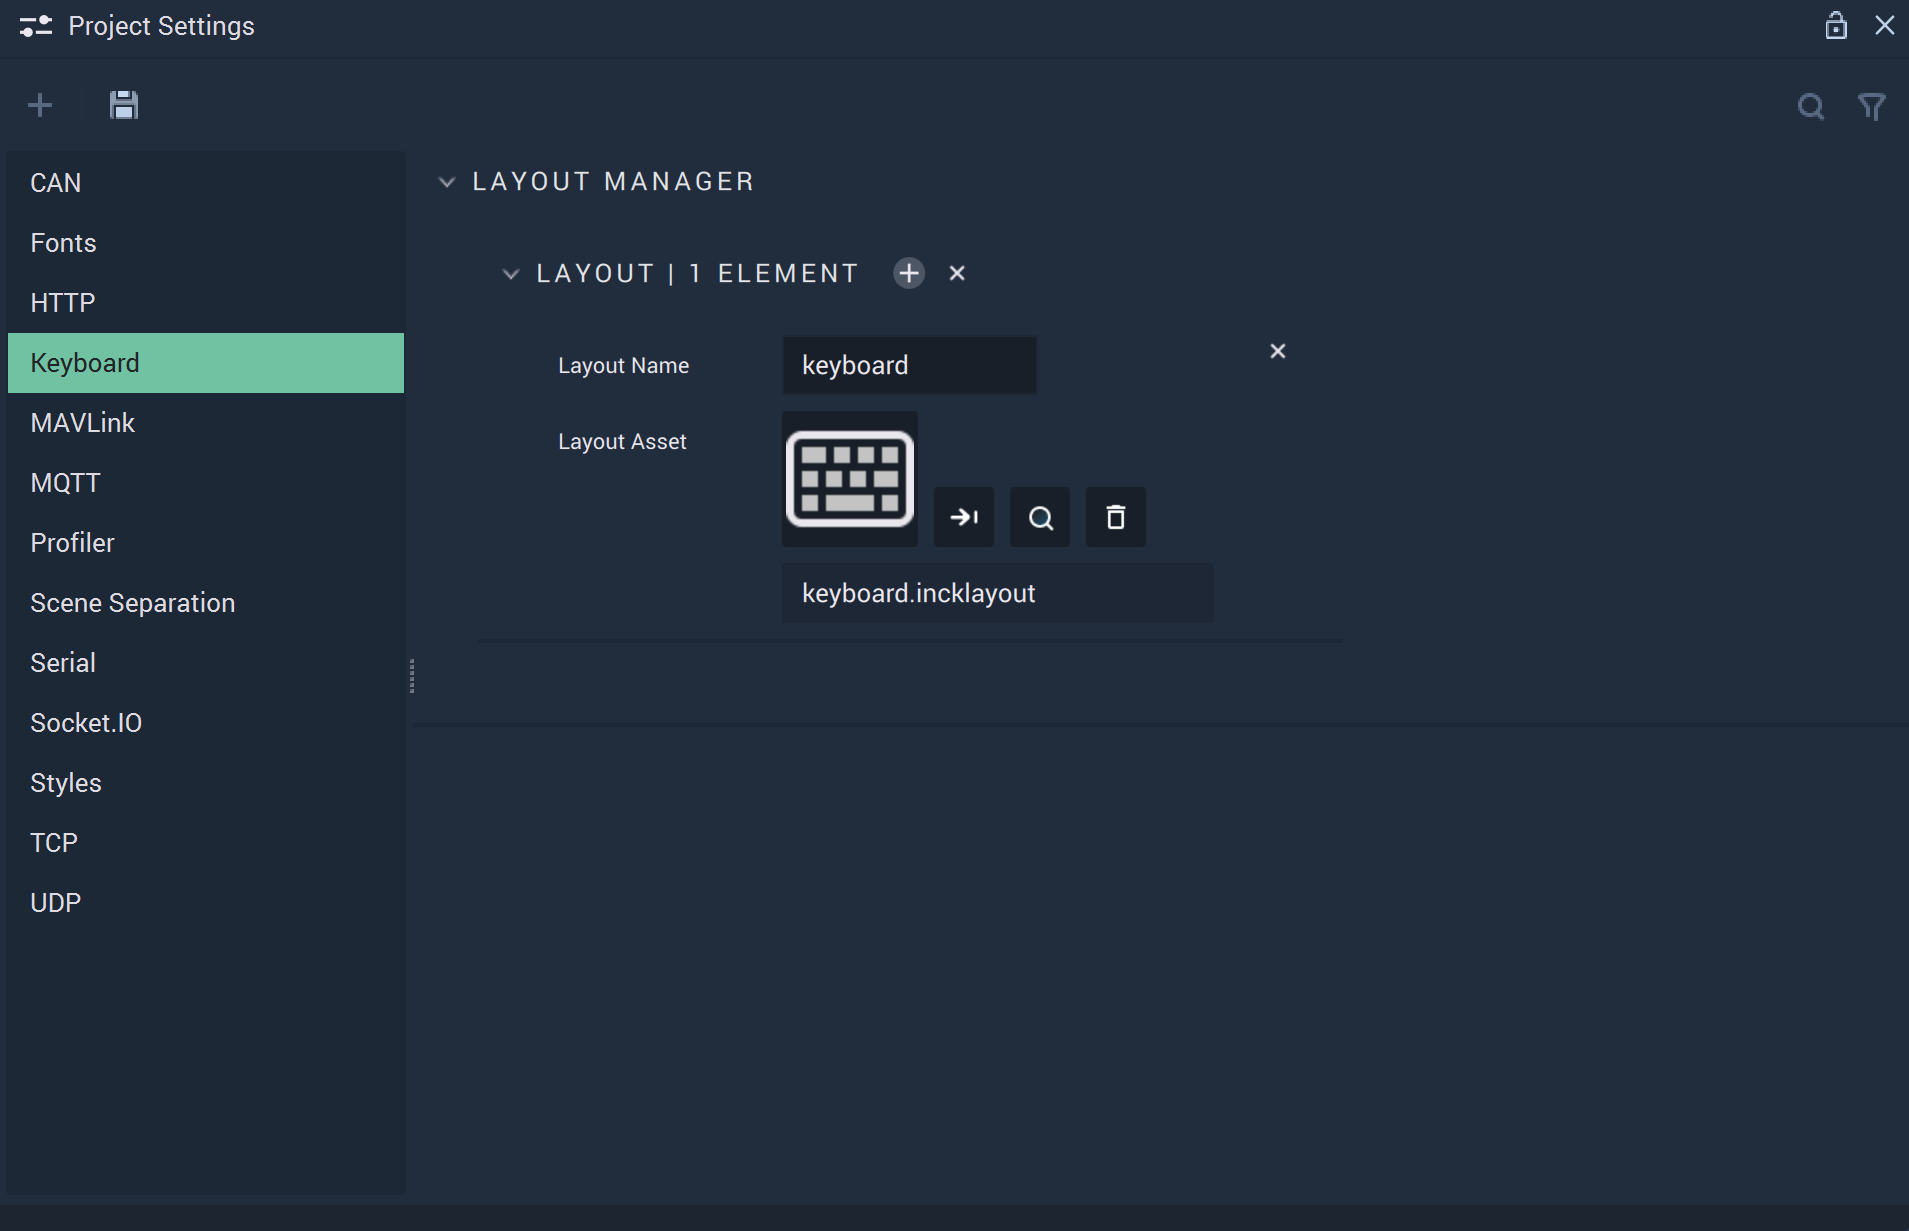 Project Settings
CAN
Fonts
HTTP
Keyboard
MAVLink
MQTT
Profiler
Scene Separation
Serial
Socket.IO
Styles
TCP
UDP
LAYOUT MANAGER
LAYOUT | 1 ELEMENT
Layout Name
keyboard
Layout Asset
keyboard.incklayout